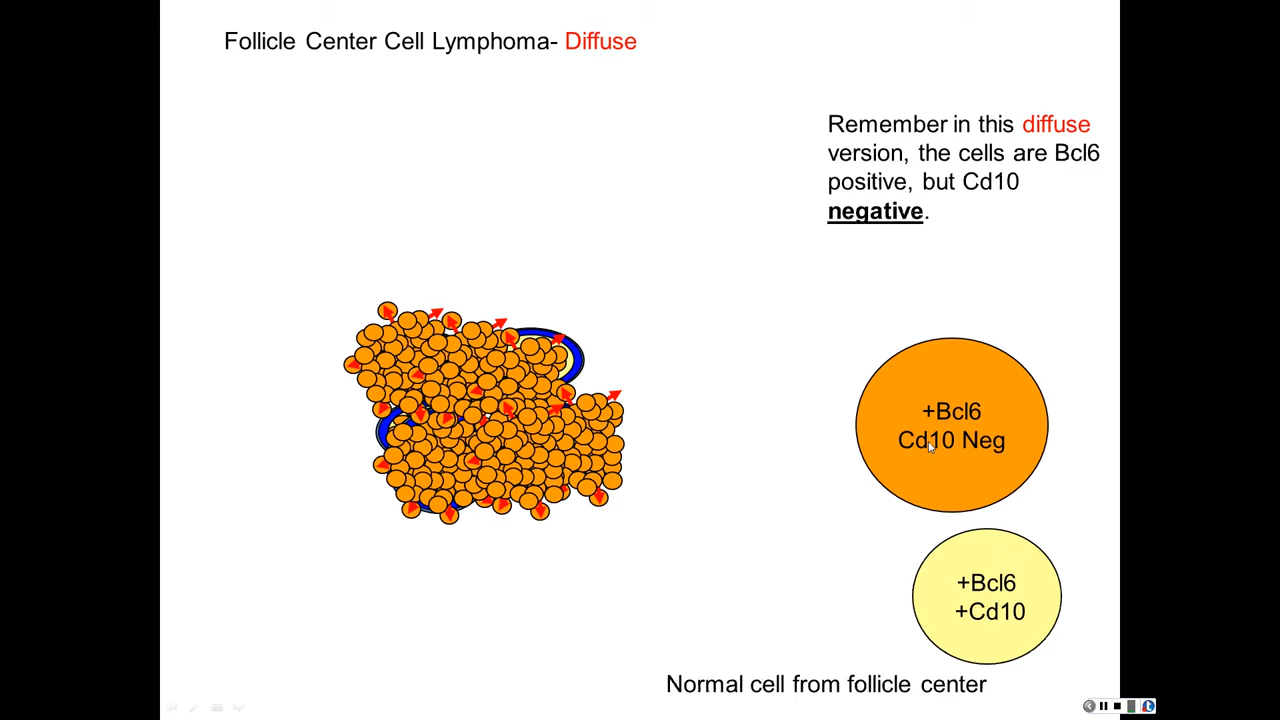 Follicle Center Cell Lymphoma- Diffuse
Remember in this diffuse
version, the cells are Bcl6
positive, but Cd10
negative.
+Bcl6
Cd10 Neg
+Bcl6
+Cd10
Normal cell from follicle center